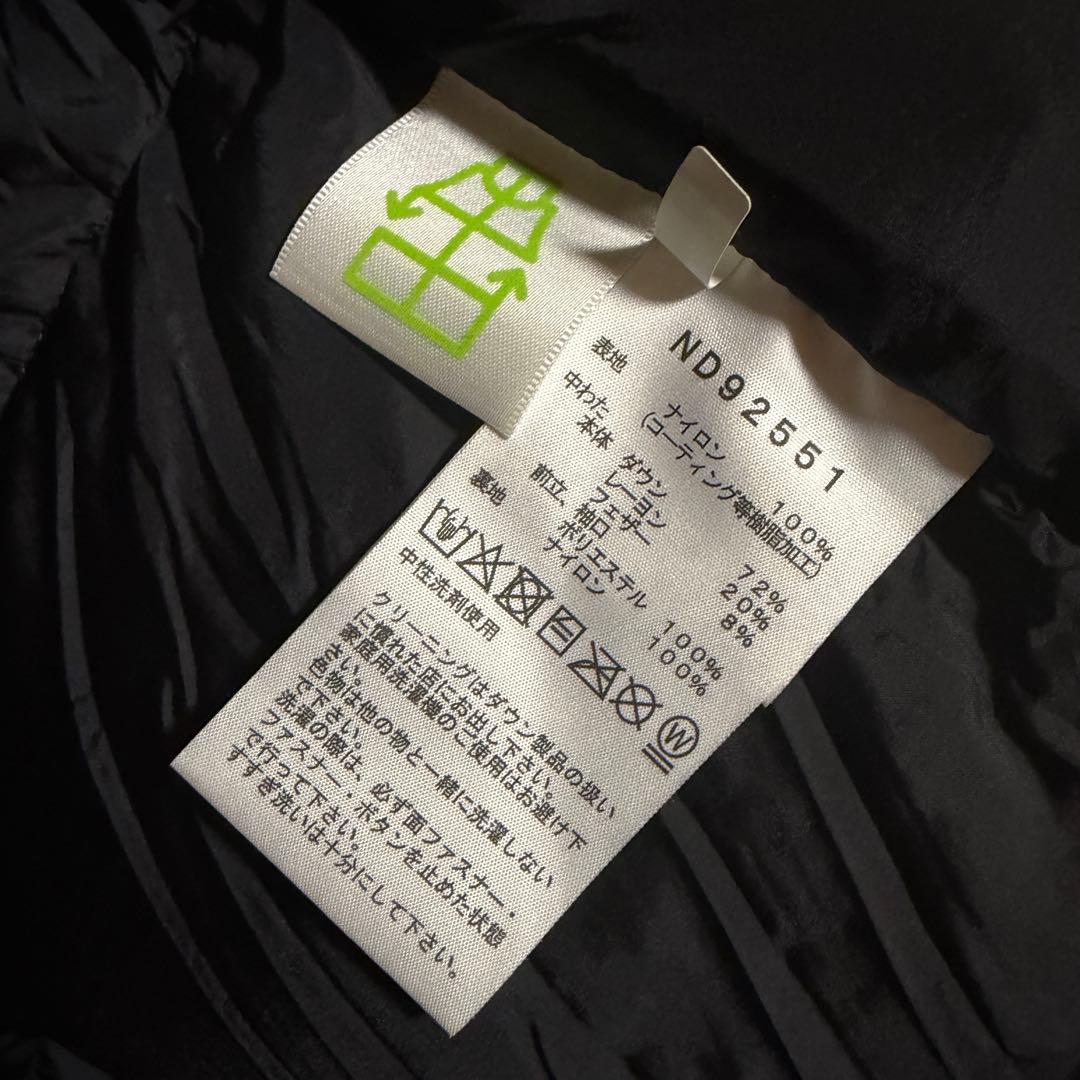 ND92551
表地 ナイロン 100%
(コーティング等樹脂加工)
中わた
本体 ダウン 72%
レーヨン 20%
フェザー 8%
前立、袖口
ポリエステル 100%
裏地 ナイロン 100%
中性洗剤使用
W
クリーニングはダウン製品の扱い
に慣れた店にお出し下さい。
家庭用洗濯機のご使用はお避け下
さい。
色物は他の物と一緒に洗濯しない
で下さい。
洗濯の際は、必ず面ファスナー・
ファスナー・ボタンを止めた状態
で行って下さい。
すすぎ洗いは十分にして下さい。